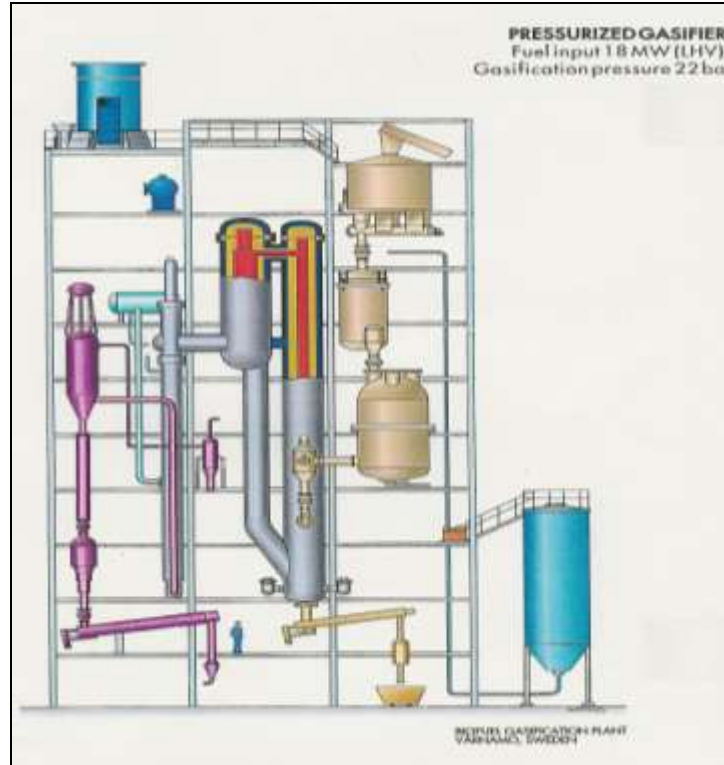 PRESSURIZED GASIFIER
Fuel input 18 MW (LHV)
Gasification pressure 22 ba
BIOFUEL GASIFICATION PLANT
VÄRNAMO, SWEDEN